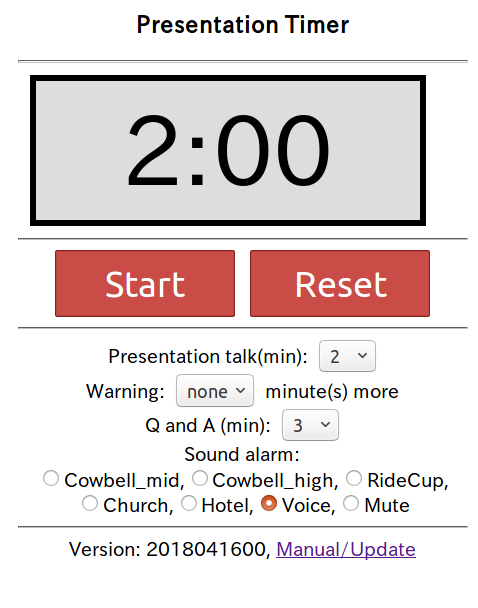 Presentation Timer
2:00
Start Reset
Presentation talk(min): 2
Warning: none minute(s) more
Q and A (min): 3
Sound alarm:
Cowbell_mid, Cowbell_high, RideCup,
Church, Hotel, Voice, Mute
Version: 2018041600, Manual/Update